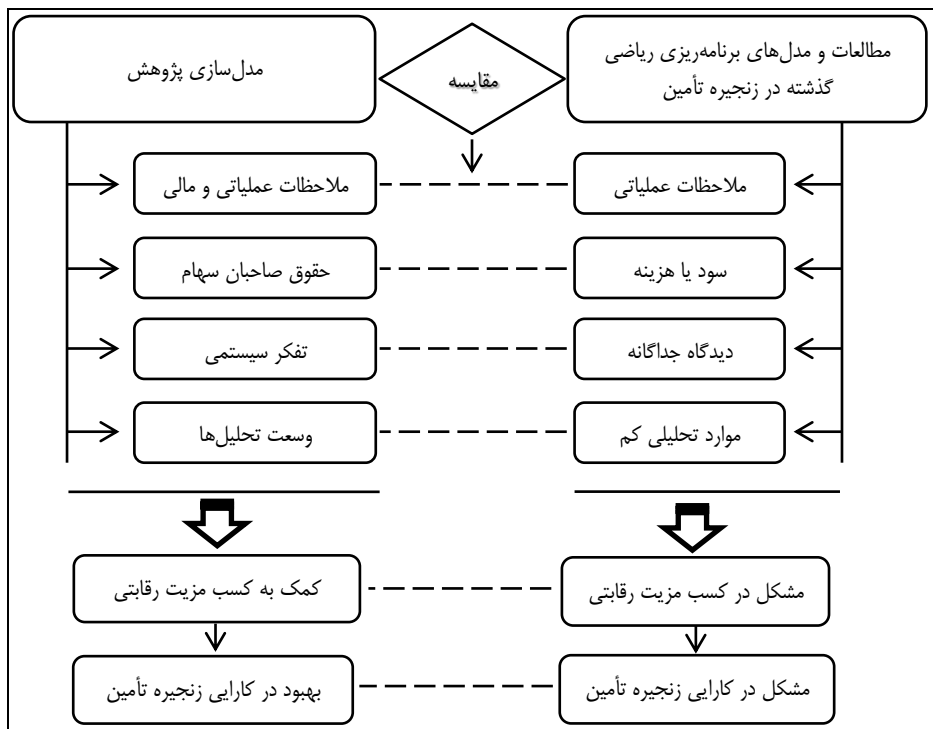 مطالعات و مدل‌های برنامه‌ریزی ریاضی
گذشته در زنجیره تأمین
مقایسه
مدل‌سازی پژوهش
ملاحظات عملیاتی
ملاحظات عملیاتی و مالی
سود یا هزینه
حقوق صاحبان سهام
دیدگاه جداگانه
تفکر سیستمی
موارد تحلیلی کم
وسعت تحلیل‌ها
مشکل در کسب مزیت رقابتی
کمک به کسب مزیت رقابتی
مشکل در کارایی زنجیره تأمین
بهبود در کارایی زنجیره تأمین